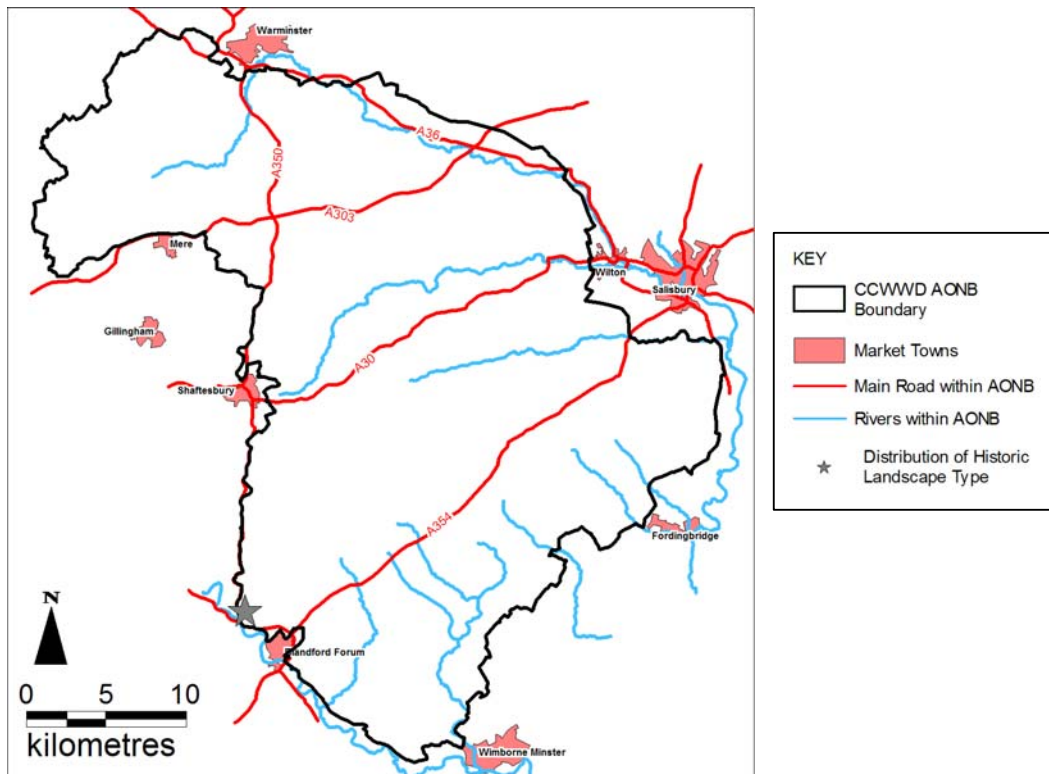 Warminster
A36
A350
A303
Mere
Wilton
Salisbury
Gillingham
A30
Shaftesbury
A354
Fordingbridge
N
Blandford Forum
0 5 10
kilometres
Wimborne Minster
KEY
CCWWD AONB
Boundary
Market Towns
Main Road within AONB
Rivers within AONB
Distribution of Historic
Landscape Type